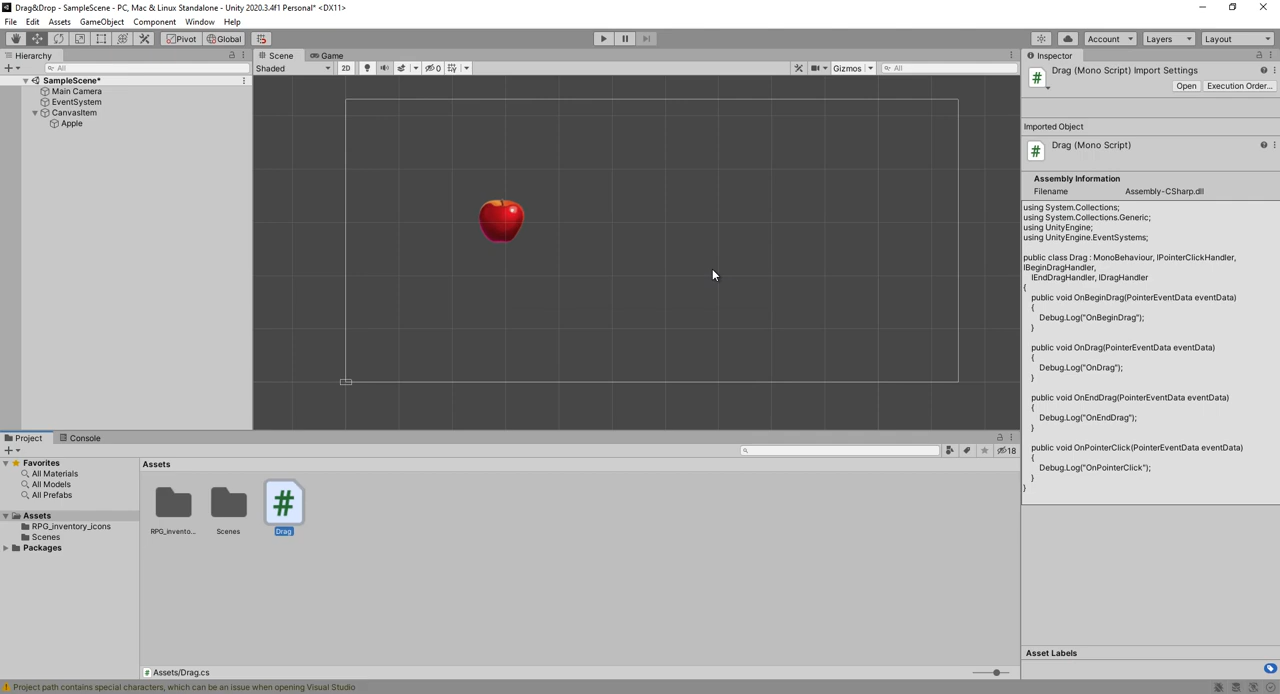 Drag&Drop - SampleScene - PC, Mac & Linux Standalone - Unity 2020.3.4f1 Personal* <DX11>
File Edit Assets GameObject Component Window Help
Pivot Global Account Layers Layout
Hierarchy
All
SampleScene*
Main Camera
EventSystem
CanvasItem
Apple
Scene Game
Shaded 2D 0 Gizmos All
Inspector
Drag (Mono Script) Import Settings
Open Execution Order...
Imported Object
Drag (Mono Script)
Assembly Information
Filename Assembly-CSharp.dll
using System.Collections;
using System.Collections.Generic;
using UnityEngine;
using UnityEngine.EventSystems;
public class Drag : MonoBehaviour, IPointerClickHandler,
IBeginDragHandler,
IEndDragHandler, IDragHandler
{
public void OnBeginDrag(PointerEventData eventData)
{
Debug.Log("OnBeginDrag");
}
public void OnDrag(PointerEventData eventData)
{
Debug.Log("OnDrag");
}
public void OnEndDrag(PointerEventData eventData)
{
Debug.Log("OnEndDrag");
}
public void OnPointerClick(PointerEventData eventData)
{
Debug.Log("OnPointerClick");
}
}
Asset Labels
Project Console
18
Favorites
All Materials
All Models
All Prefabs
Assets
RPG_inventory_icons
Scenes
Packages
Assets
RPG_invento... Scenes Drag
Assets/Drag.cs
Project path contains special characters, which can be an issue when opening Visual Studio